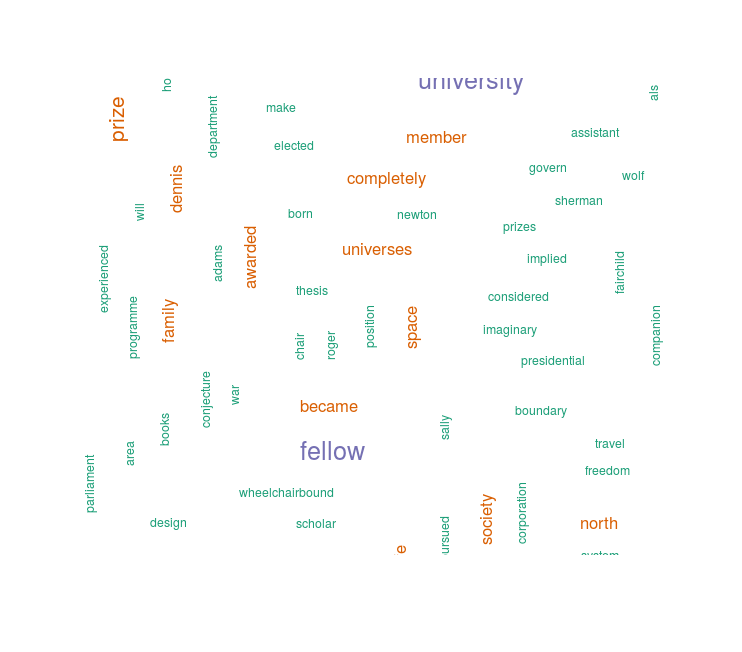 university
ho
als
make
prize
department
assistant
member
elected
govern
wolf
completely
dennis
sherman
will
born
newton
prizes
universes
awarded
implied
adams
fairchild
experienced
thesis
considered
programme
family
position
space
imaginary
companion
chair
roger
presidential
war
conjecture
became
boundary
books
sally
travel
area
fellow
freedom
parliament
wheelchairbound
corporation
society
design
scholar
north
ursued
e
system